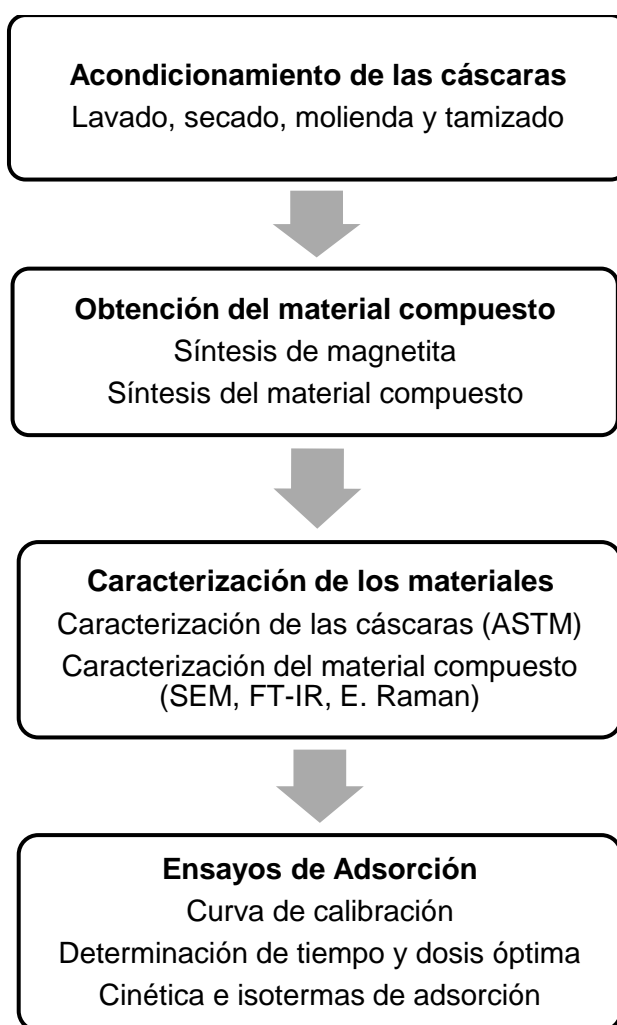 Acondicionamiento de las cáscaras
Lavado, secado, molienda y tamizado
Obtención del material compuesto
Síntesis de magnetita
Síntesis del material compuesto
Caracterización de los materiales
Caracterización de las cáscaras (ASTM)
Caracterización del material compuesto
(SEM, FT-IR, E. Raman)
Ensayos de Adsorción
Curva de calibración
Determinación de tiempo y dosis óptima
Cinética e isotermas de adsorción